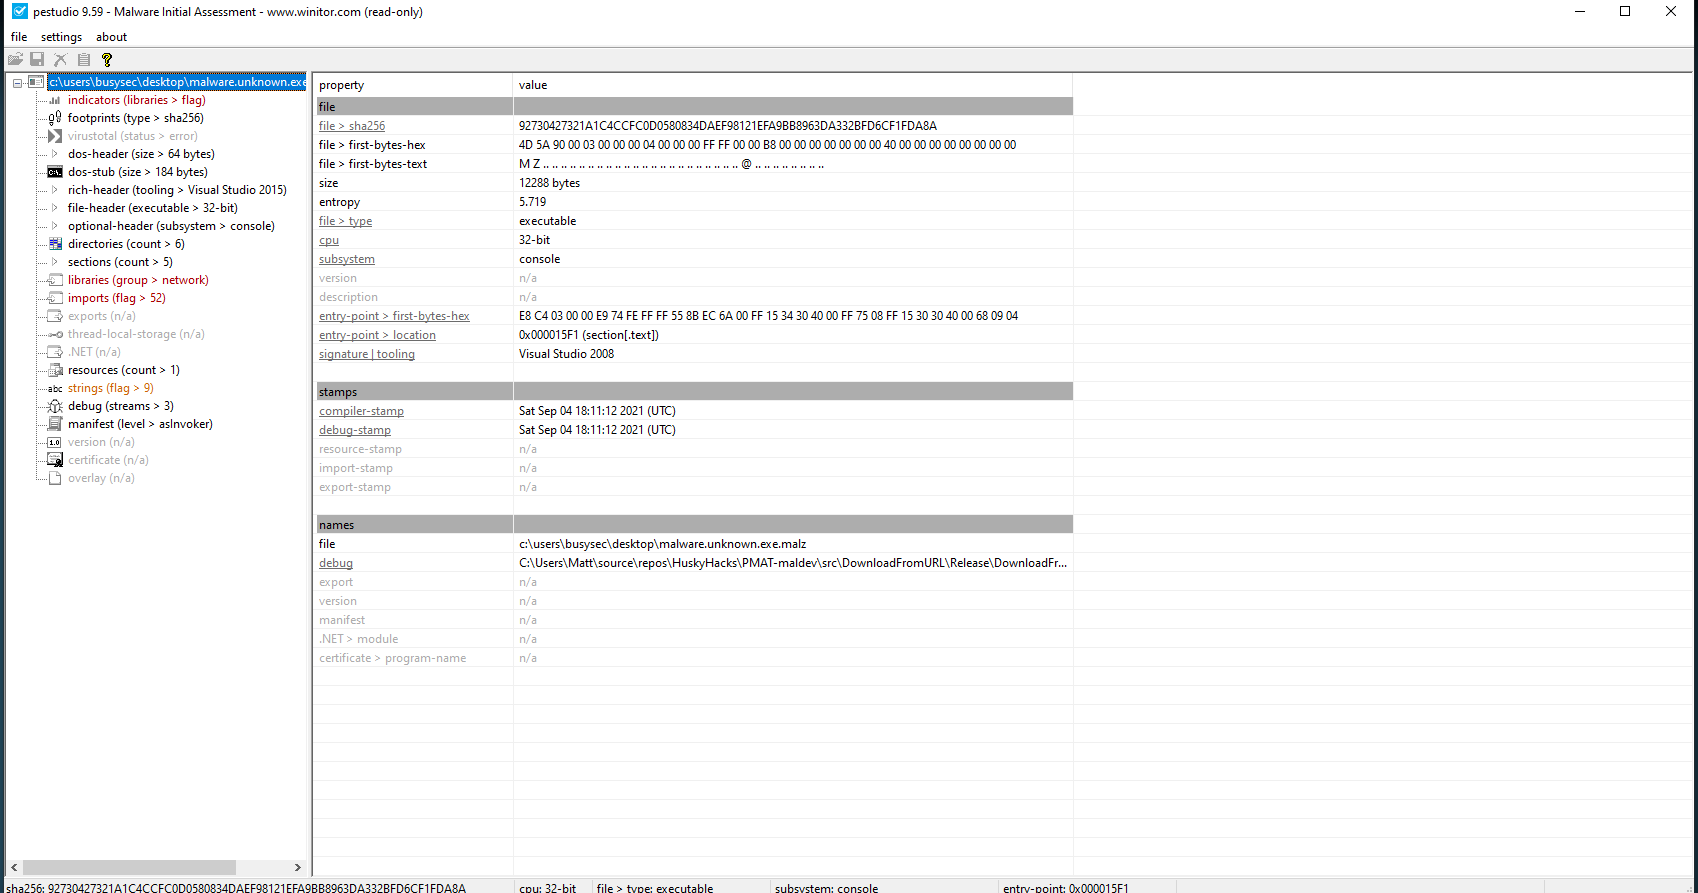 pestudio 9.59 - Malware Initial Assessment - www.winitor.com (read-only)
file settings about
c:\users\busysec\desktop\malware.unknown.exe
indicators (libraries > flag)
footprints (type > sha256)
virustotal (status > error)
dos-header (size > 64 bytes)
dos-stub (size > 184 bytes)
rich-header (tooling > Visual Studio 2015)
file-header (executable > 32-bit)
optional-header (subsystem > console)
directories (count > 6)
sections (count > 5)
libraries (group > network)
imports (flag > 52)
exports (n/a)
thread-local-storage (n/a)
.NET (n/a)
resources (count > 1)
abc strings (flag > 9)
debug (streams > 3)
manifest (level > asInvoker)
1.0 version (n/a)
certificate (n/a)
overlay (n/a)
property value
file
file > sha256 92730427321A1C4CCFC0D0580834DAEF98121EFA9BB8963DA332BFD6CF1FDA8A
file > first-bytes-hex 4D 5A 90 00 03 00 00 00 04 00 00 00 FF FF 00 00 B8 00 00 00 00 00 00 00 40 00 00 00 00 00 00 00
file > first-bytes-text M Z .. .. .. .. .. .. .. .. .. .. .. .. .. .. .. .. .. .. .. .. .. .. @ .. .. .. .. .. .. ..
size 12288 bytes
entropy 5.719
file > type executable
cpu 32-bit
subsystem console
version n/a
description n/a
entry-point > first-bytes-hex E8 C4 03 00 00 E9 74 FE FF FF 55 8B EC 6A 00 FF 15 34 30 40 00 FF 75 08 FF 15 30 30 40 00 68 09 04
entry-point > location 0x000015F1 (section[.text])
signature | tooling Visual Studio 2008
stamps
compiler-stamp Sat Sep 04 18:11:12 2021 (UTC)
debug-stamp Sat Sep 04 18:11:12 2021 (UTC)
resource-stamp n/a
import-stamp n/a
export-stamp n/a
names
file c:\users\busysec\desktop\malware.unknown.exe.malz
debug C:\Users\Matt\source\repos\HuskyHacks\PMAT-maldev\src\DownloadFromURL\Release\DownloadFr...
export n/a
version n/a
manifest n/a
.NET > module n/a
certificate > program-name n/a
sha256: 92730427321A1C4CCFC0D0580834DAEF98121EFA9BB8963DA332BFD6CF1FDA8A cpu: 32-bit file > type: executable subsystem: console entry-point: 0x000015F1